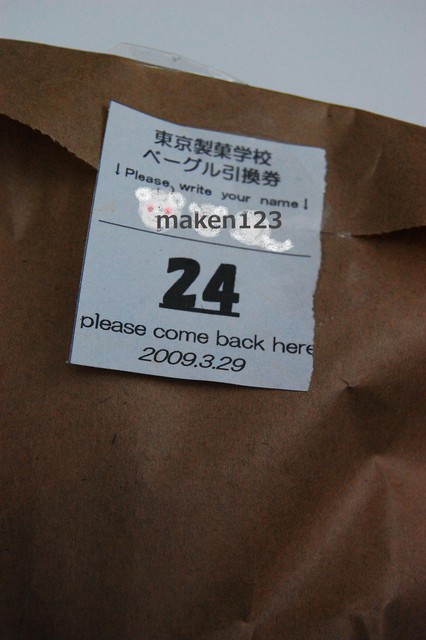 東京製菓学校
ベーグル引換券
↓Please, write your name↓
maken123
24
please come back here
2009.3.29